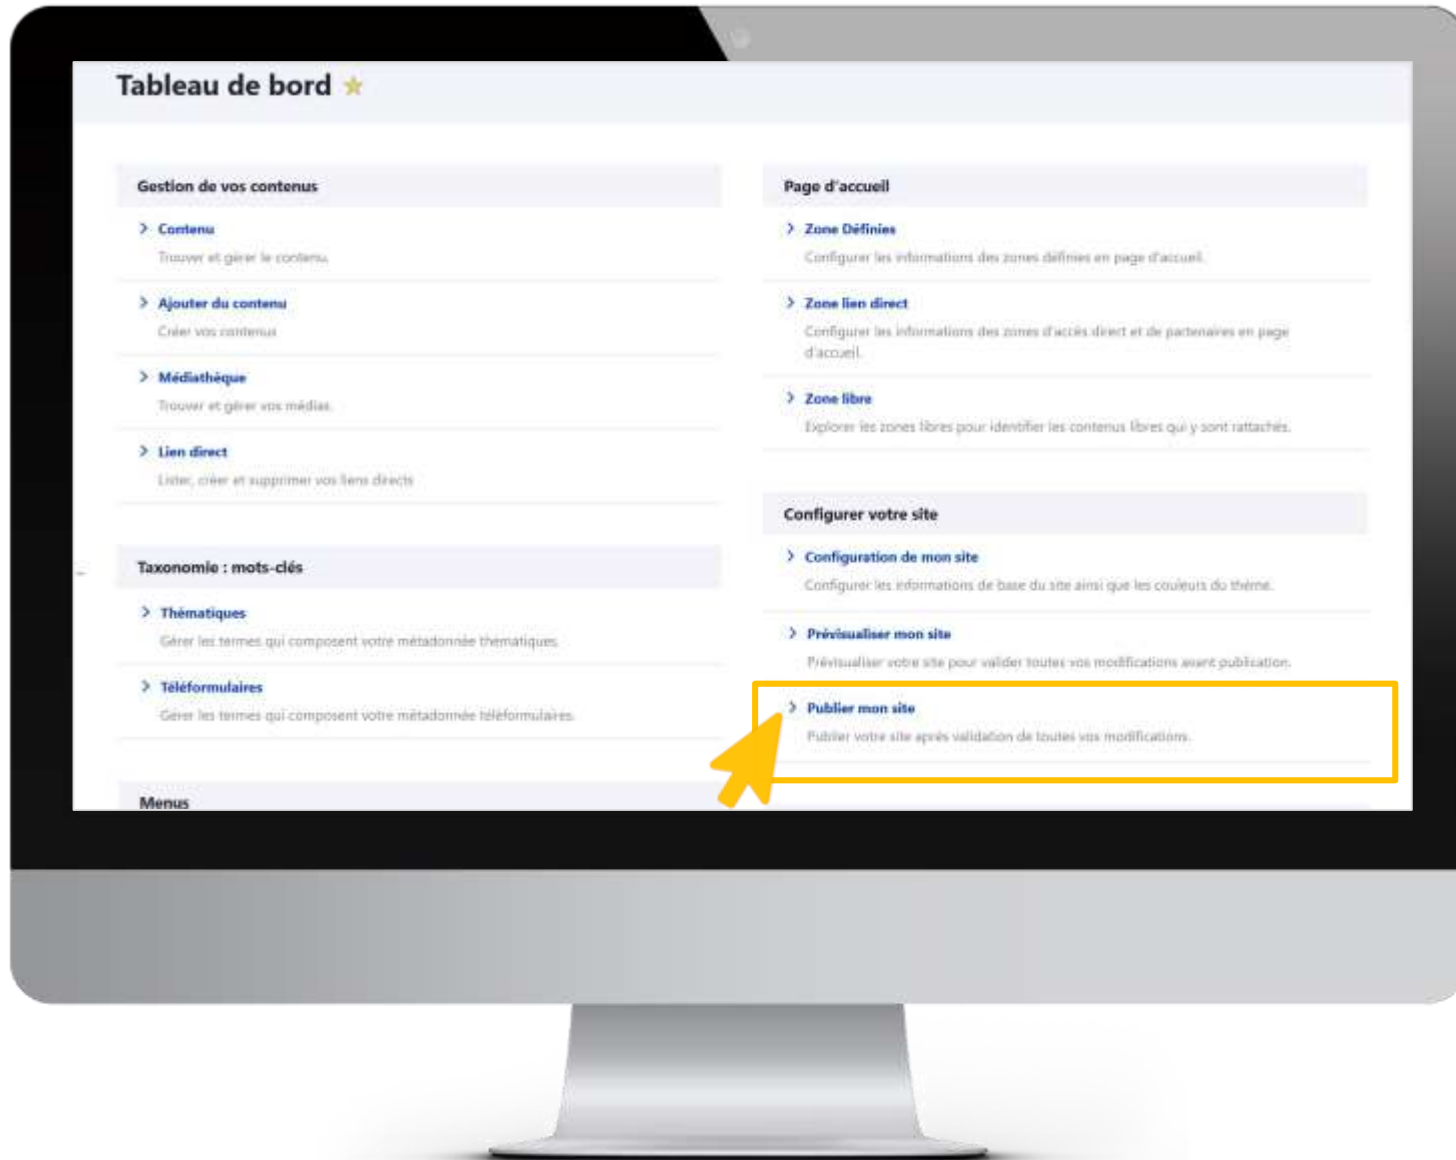 Tableau de bord
Gestion de vos contenus
Contenu
Trouver et gérer le contenu.
Ajouter du contenu
Créer vos contenus
Médiathèque
Trouver et gérer vos médias.
Lien direct
Lister, créer et supprimer vos liens directs
Taxonomie : mots-clés
Thématiques
Gérer les termes qui composent votre métadonnée thématiques.
Téléformulaires
Gérer les termes qui composent votre métadonnée téléformulaires.
Menus
Page d'accueil
Zone Définies
Configurer les informations des zones définies en page d'accueil.
Zone lien direct
Configurer les informations des zones d'accès direct et de partenaires en page
d'accueil.
Zone libre
Explorer les zones libres pour identifier les contenus libres qui y sont rattachés.
Configurer votre site
Configuration de mon site
Configurer les informations de base du site ainsi que les couleurs du thème.
Prévisualiser mon site
Prévisualiser votre site pour valider toutes vos modifications avant publication.
Publier mon site
Publier votre site après validation de toutes vos modifications.